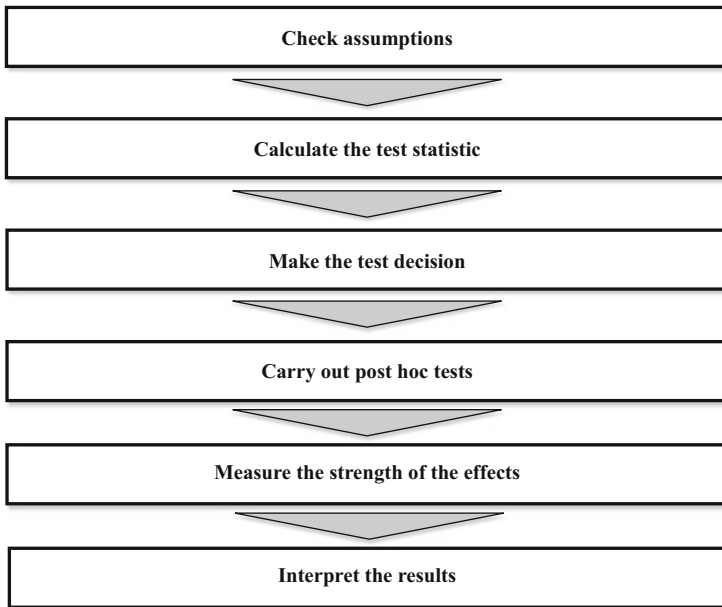 Check assumptions
Calculate the test statistic
Make the test decision
Carry out post hoc tests
Measure the strength of the effects
Interpret the results